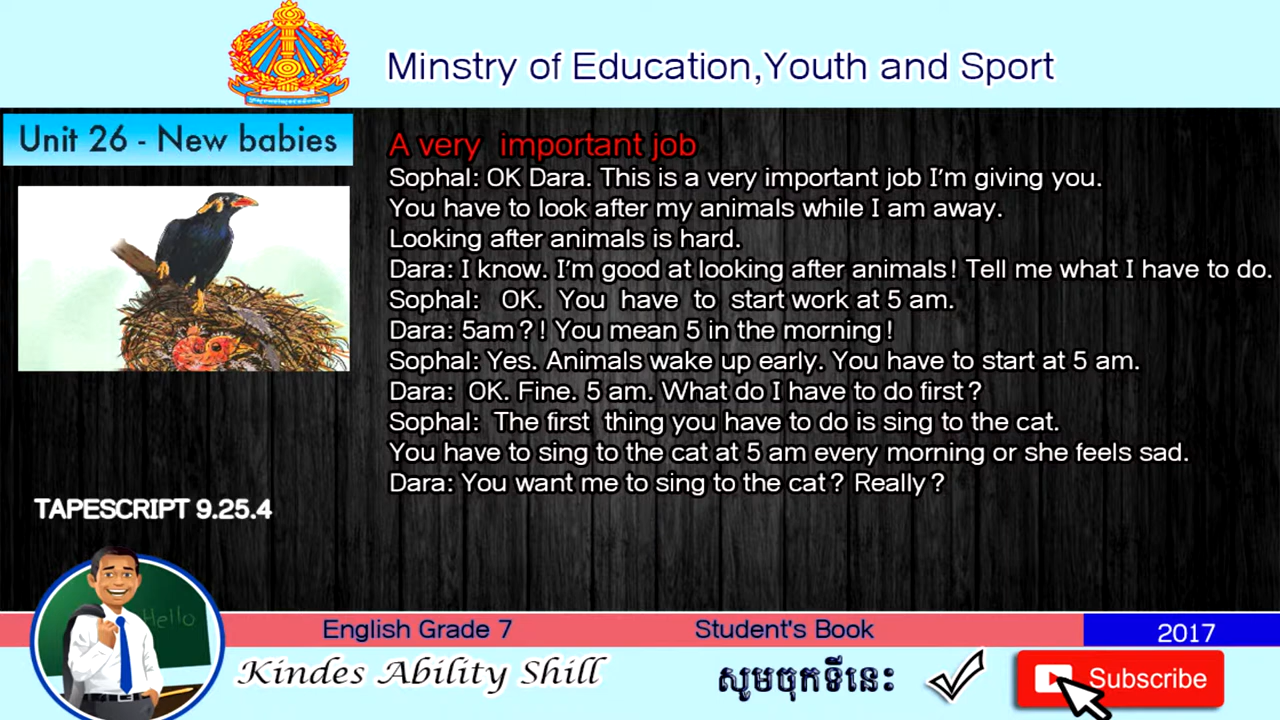 Minstry of Education,Youth and Sport
Unit 26 - New babies
A very important job
Sophal: OK Dara. This is a very important job I'm giving you.
You have to look after my animals while I am away.
Looking after animals is hard.
Dara: I know. I'm good at looking after animals! Tell me what I have to do.
Sophal: OK. You have to start work at 5 am.
Dara: 5am?! You mean 5 in the morning!
Sophal: Yes. Animals wake up early. You have to start at 5 am.
Dara: OK. Fine. 5 am. What do I have to do first?
Sophal: The first thing you have to do is sing to the cat.
You have to sing to the cat at 5 am every morning or she feels sad.
Dara: You want me to sing to the cat? Really?
TAPESCRIPT 9.25.4
Hello
English Grade 7
Student's Book
2017
Kindes Ability Shill
សូមចុកទីនេះ
Subscribe